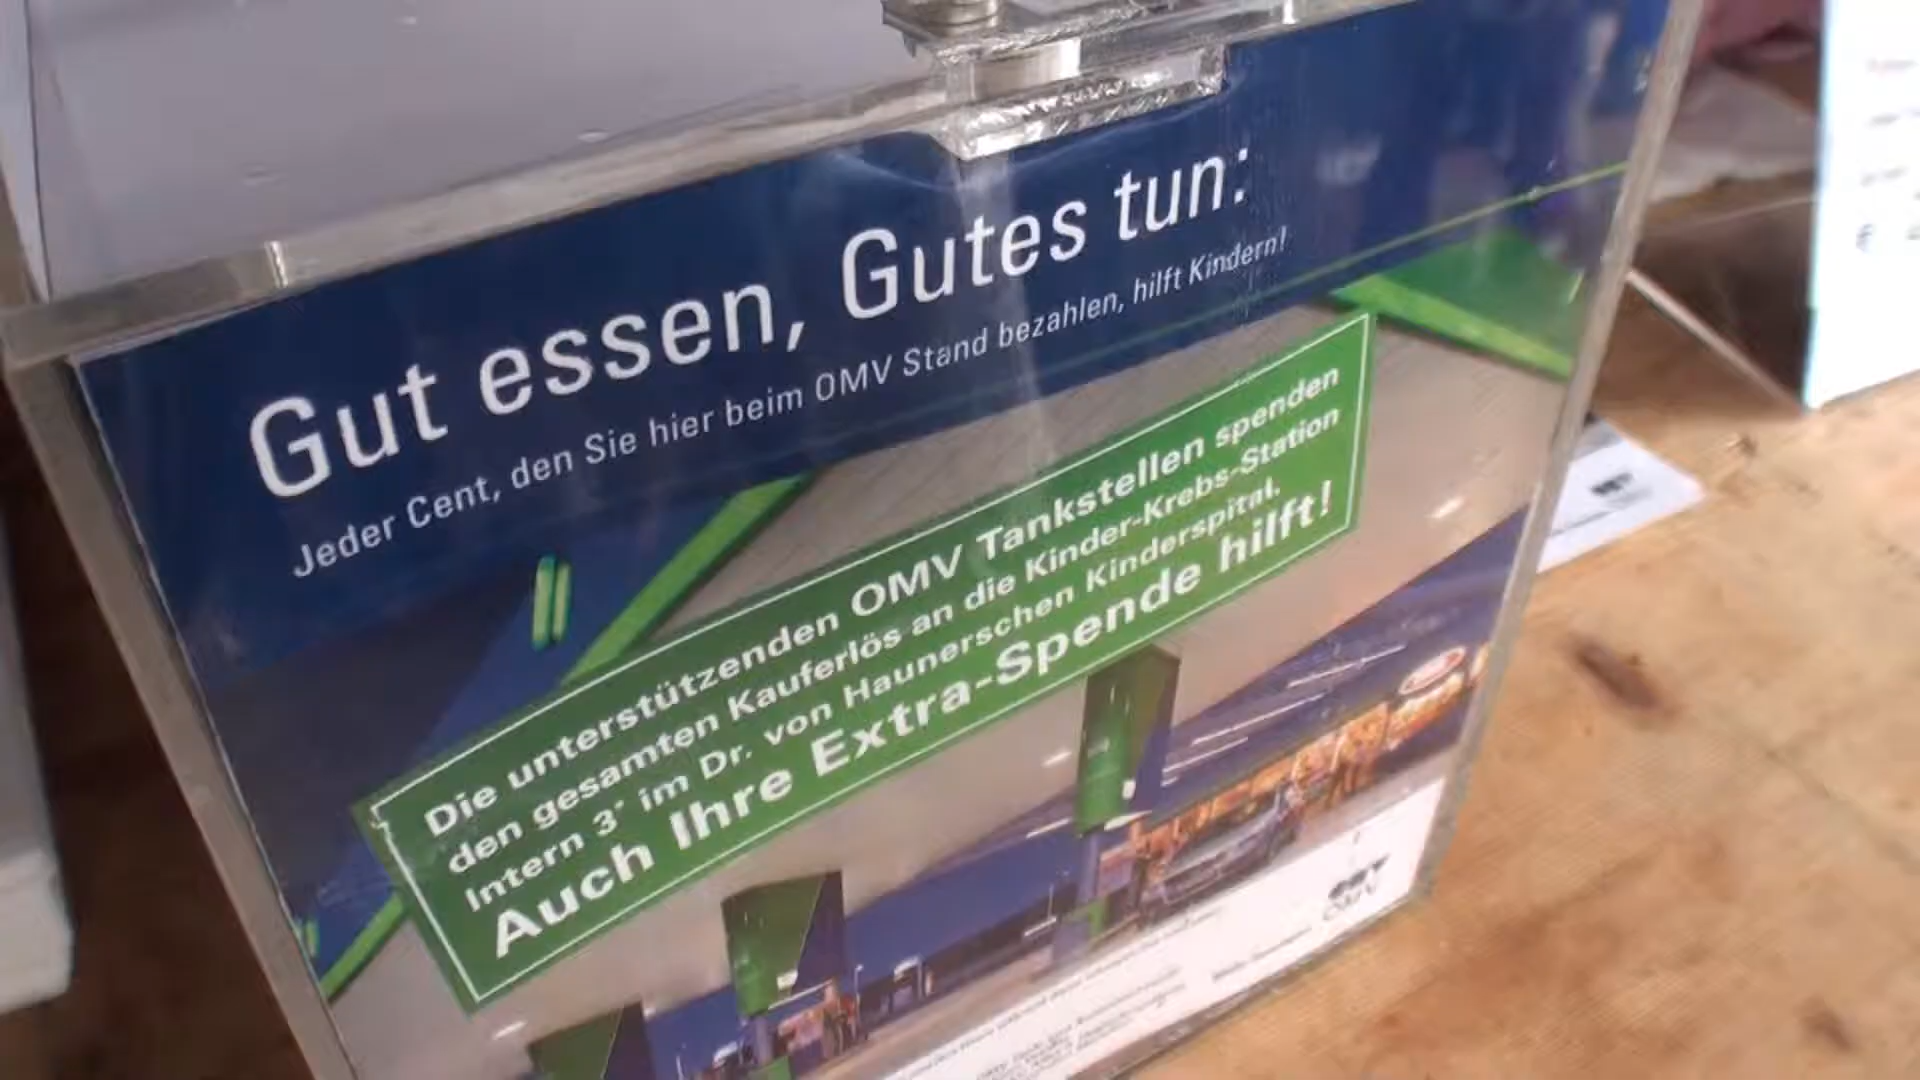 Gut essen, Gutes tun:
Jeder Cent, den Sie hier beim OMV Stand bezahlen, hilft Kindern!
Die unterstützenden OMV Tankstellen spenden
den gesamten Kauferlös an die Kinder-Krebs-Station
Intern 3" im Dr. von Haunerschen Kinderspital.
Auch Ihre Extra-Spende hilft!
OMV